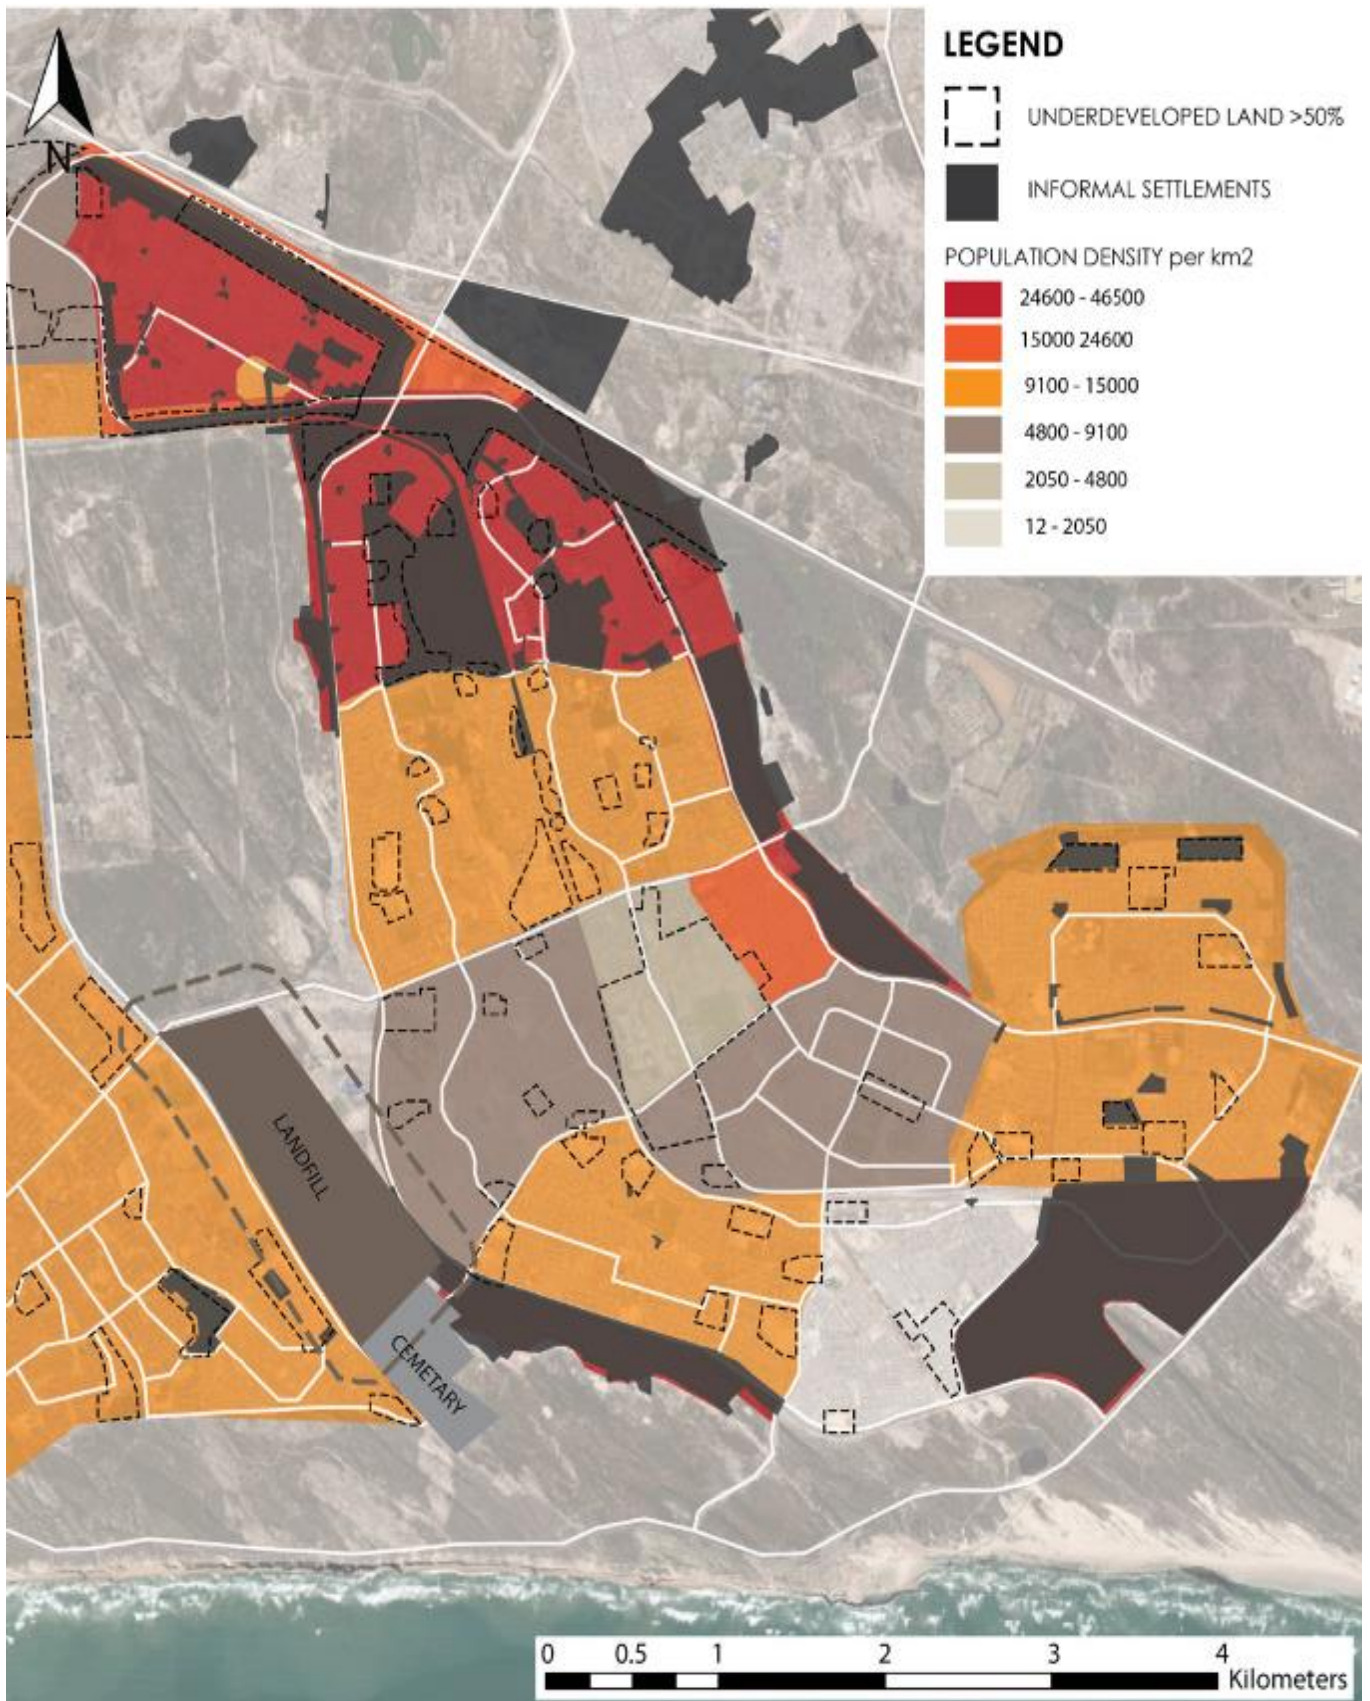 N
LEGEND
UNDERDEVELOPED LAND >50%
INFORMAL SETTLEMENTS
POPULATION DENSITY per km2
24600 - 46500
15000 24600
9100 - 15000
4800 - 9100
2050 - 4800
12 - 2050
LANDFILL
CEMETARY
0 0.5 1 2 3 4
Kilometers